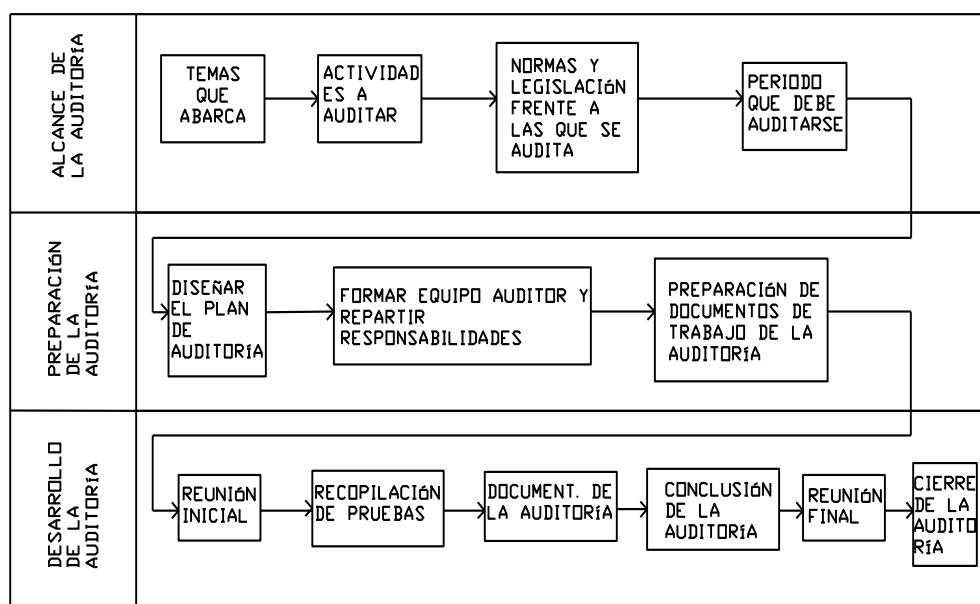 ALCANCE DE
LA AUDITORÍA
TEMAS
QUE
ABARCA
ACTIVIDAD
ES A
AUDITAR
NORMAS Y
LEGISLACIÓN
FRENTE A
LAS QUE SE
AUDITA
PERIODO
QUE DEBE
AUDITARSE
PREPARACIÓN
DE LA
AUDITORÍA
DISEÑAR
EL PLAN
DE
AUDITORÍA
FORMAR EQUIPO AUDITOR Y
REPARTIR
RESPONSABILIDADES
PREPARACIÓN DE
DOCUMENTOS DE
TRABAJO DE LA
AUDITORÍA
DESARROLLO
DE LA
AUDITORÍA
REUNIÓN
INICIAL
RECOPILACIÓN
DE PRUEBAS
DOCUMENT. DE
LA AUDITORÍA
CONCLUSIÓN
DE LA
AUDITORÍA
REUNIÓN
FINAL
CIERRE
DE LA
AUDITO
RÍA